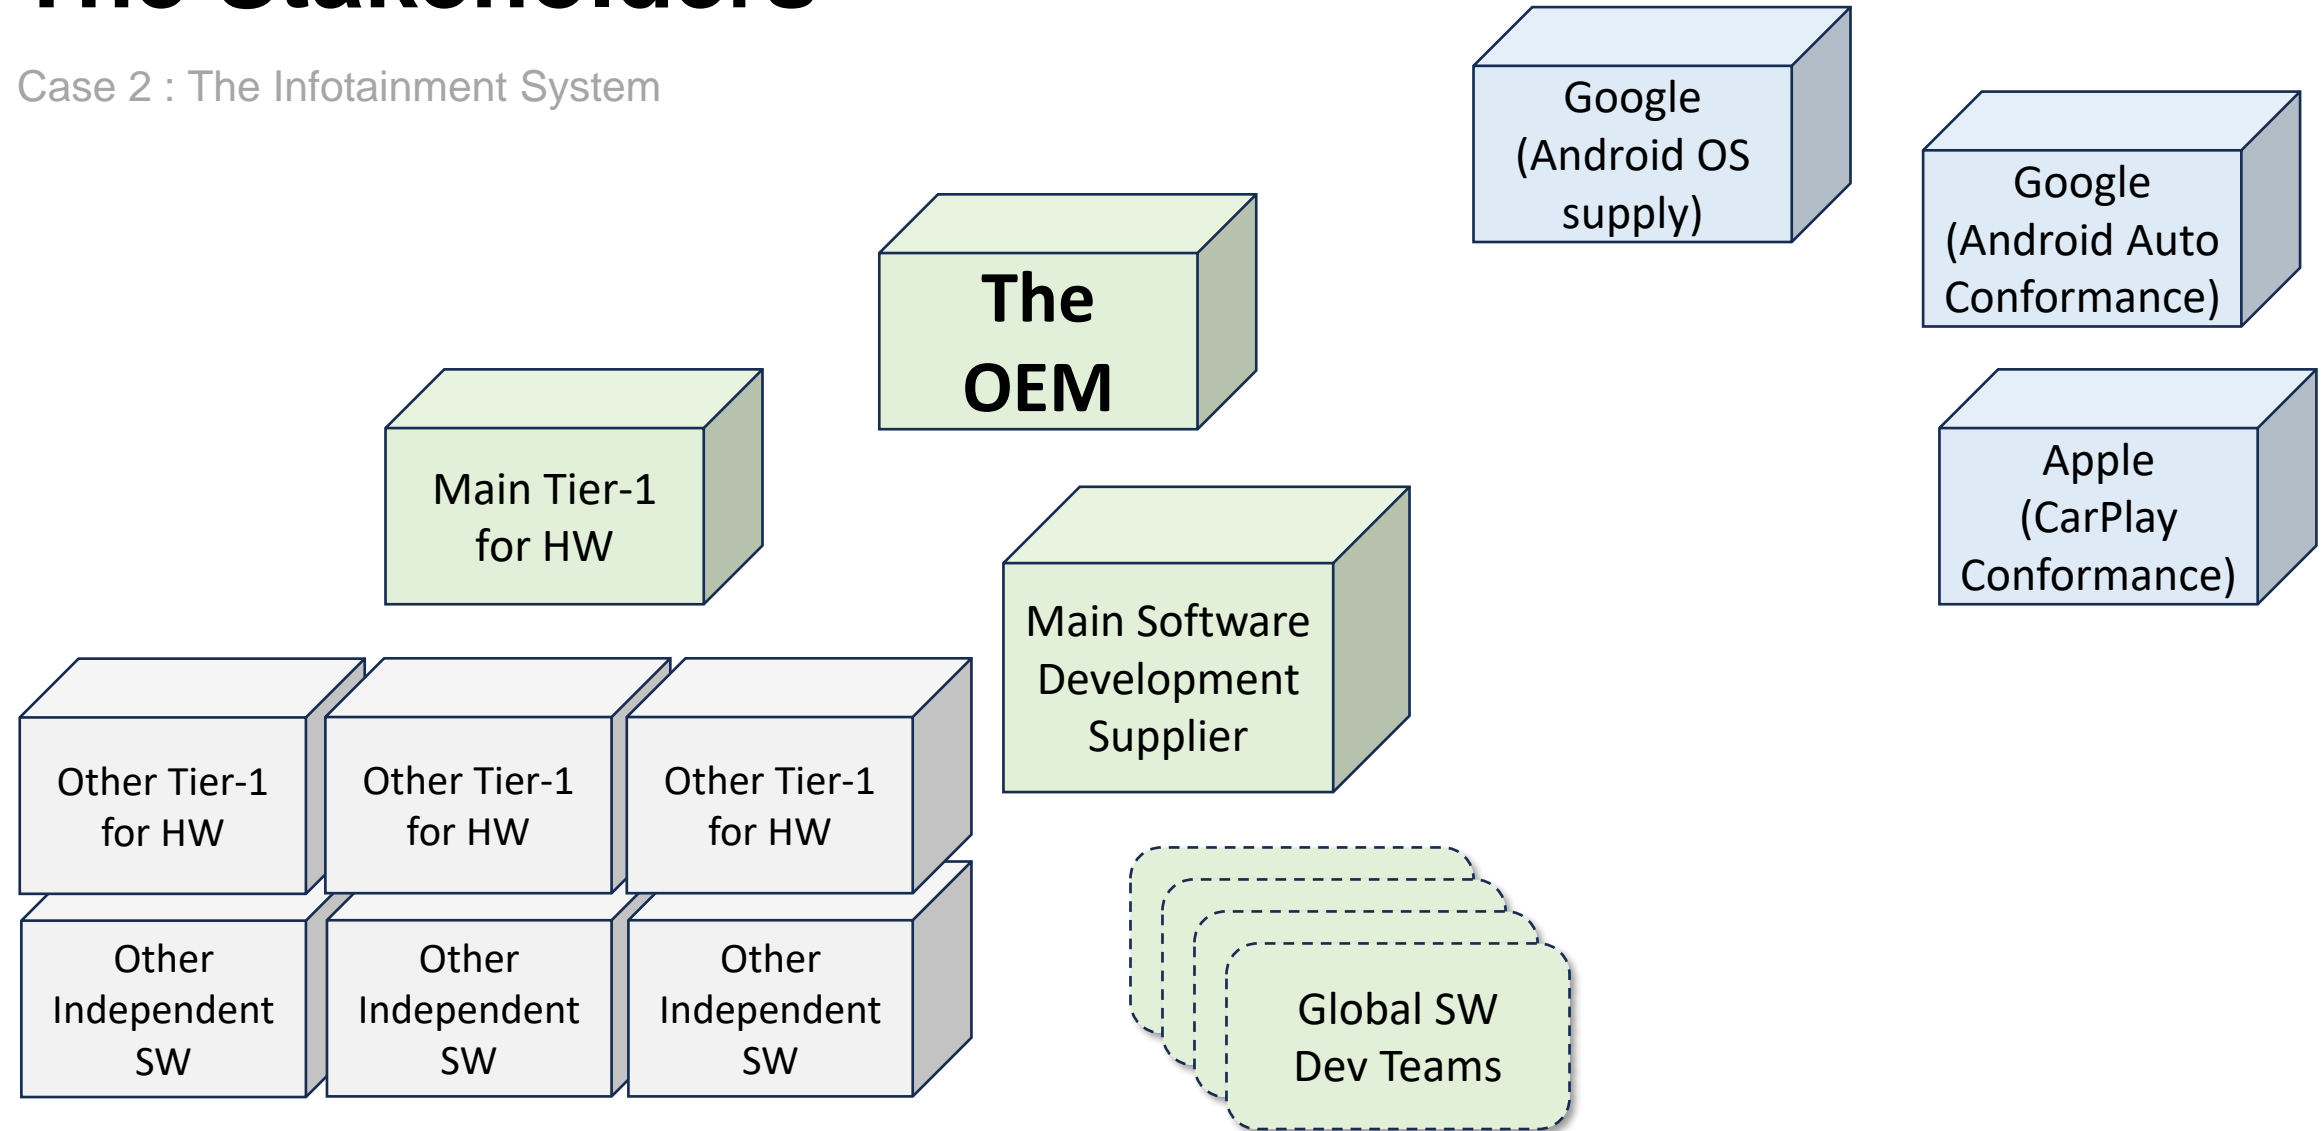 The Stakeholders
Case 2 : The Infotainment System
Google
(Android OS
supply)
Google
(Android Auto
Conformance)
The
OEM
Apple
(CarPlay
Conformance)
Main Tier-1
for HW
Main Software
Development
Supplier
Other Tier-1
for HW
Other Tier-1
for HW
Other Tier-1
for HW
Other
Independent
SW
Other
Independent
SW
Other
Independent
SW
Global SW
Dev Teams